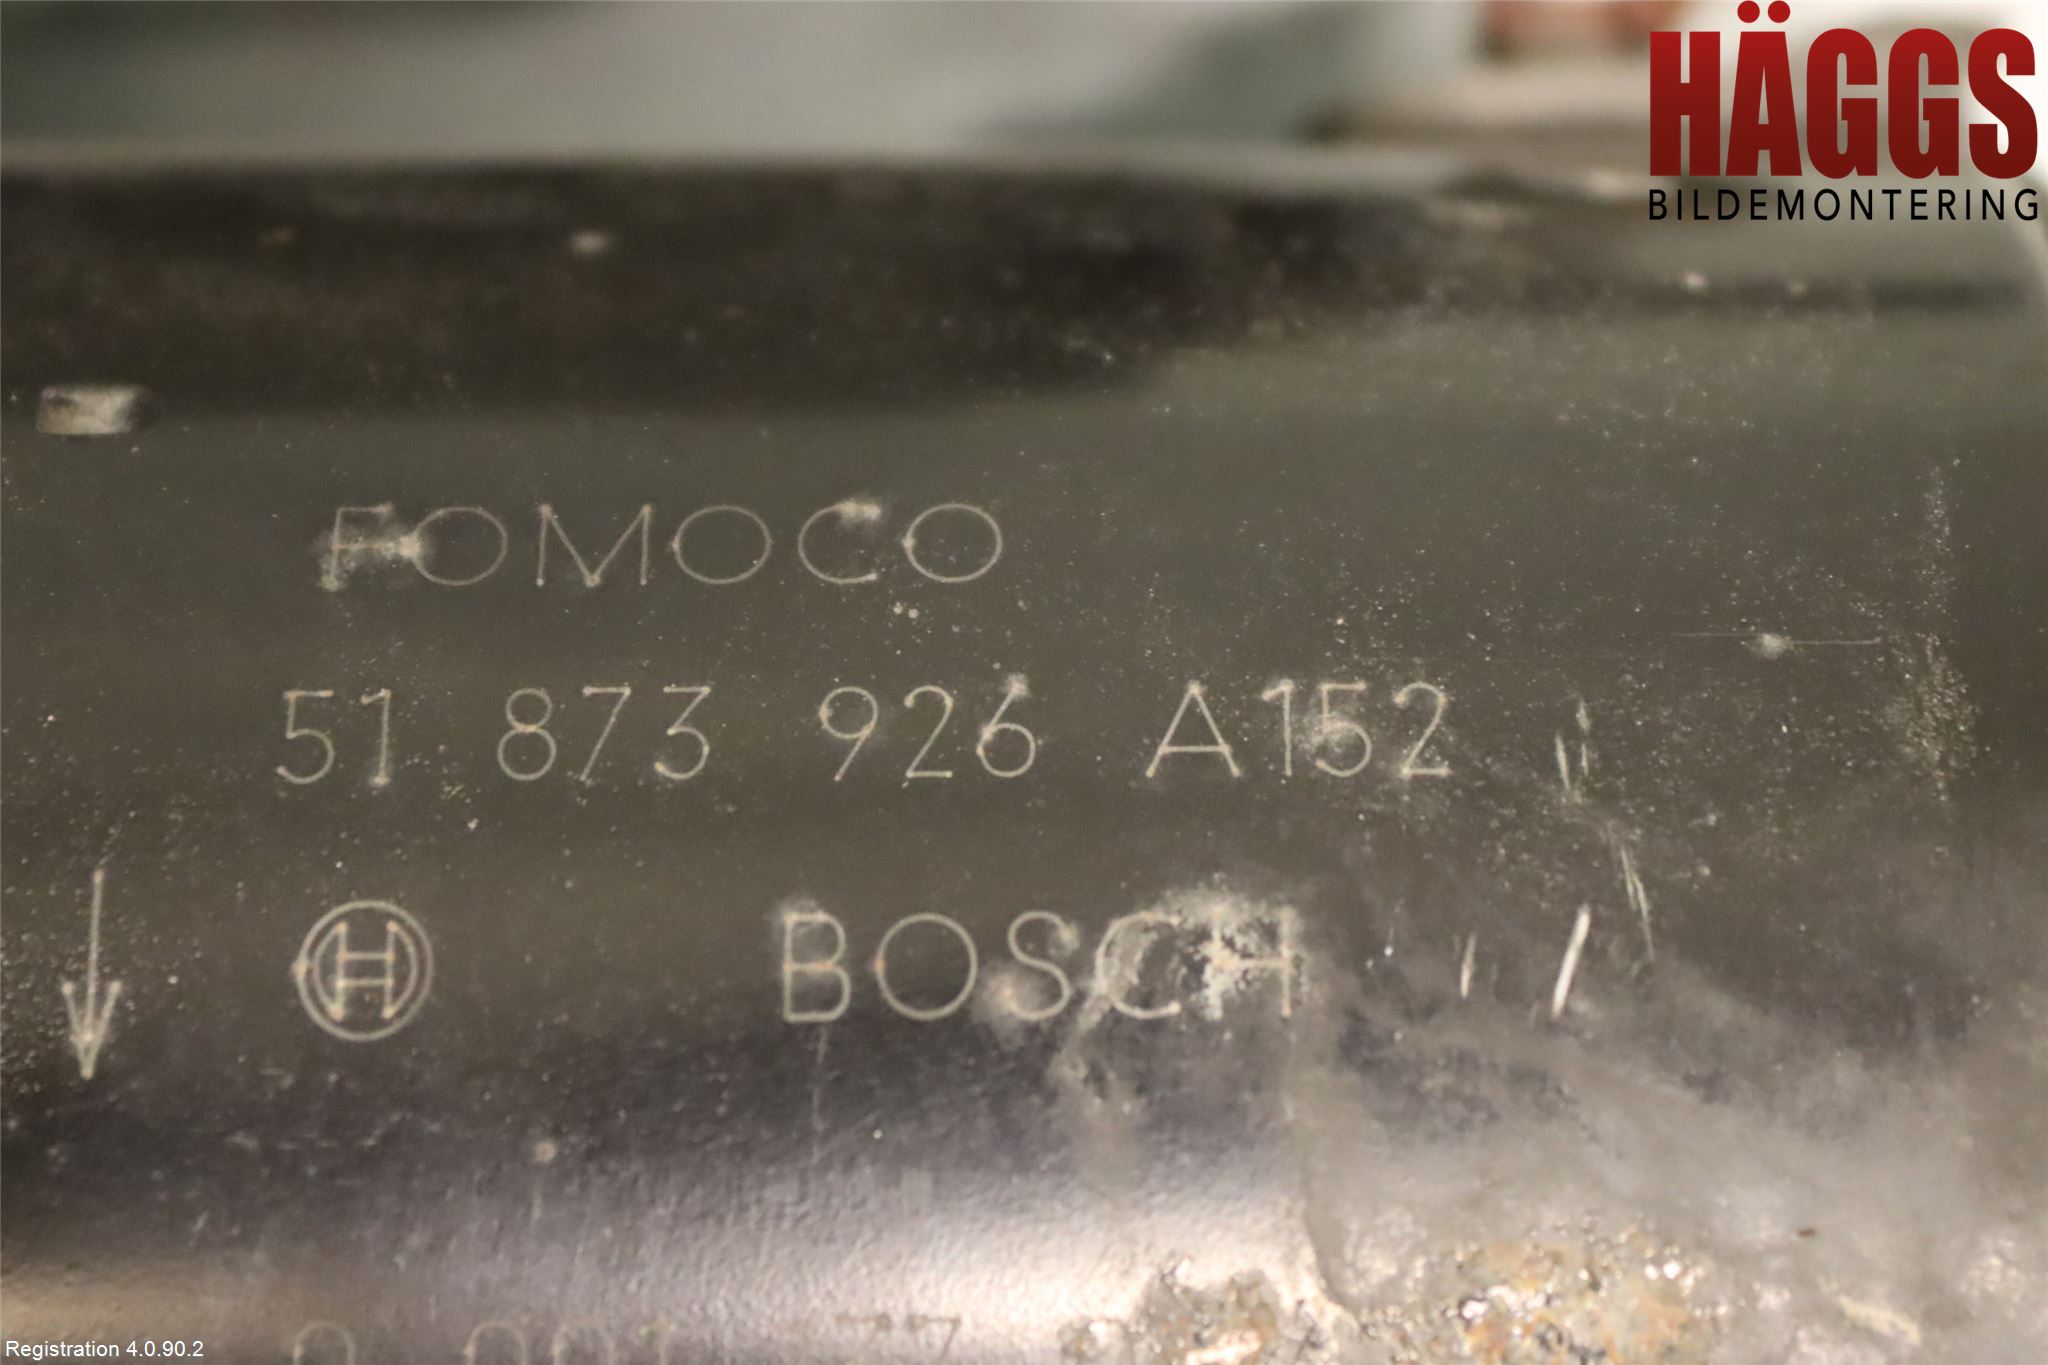 HÄGGS
BILDEMONTERING
FOMOCO
51 873 926 A152
BOSCH
Registration 4.0.90.2